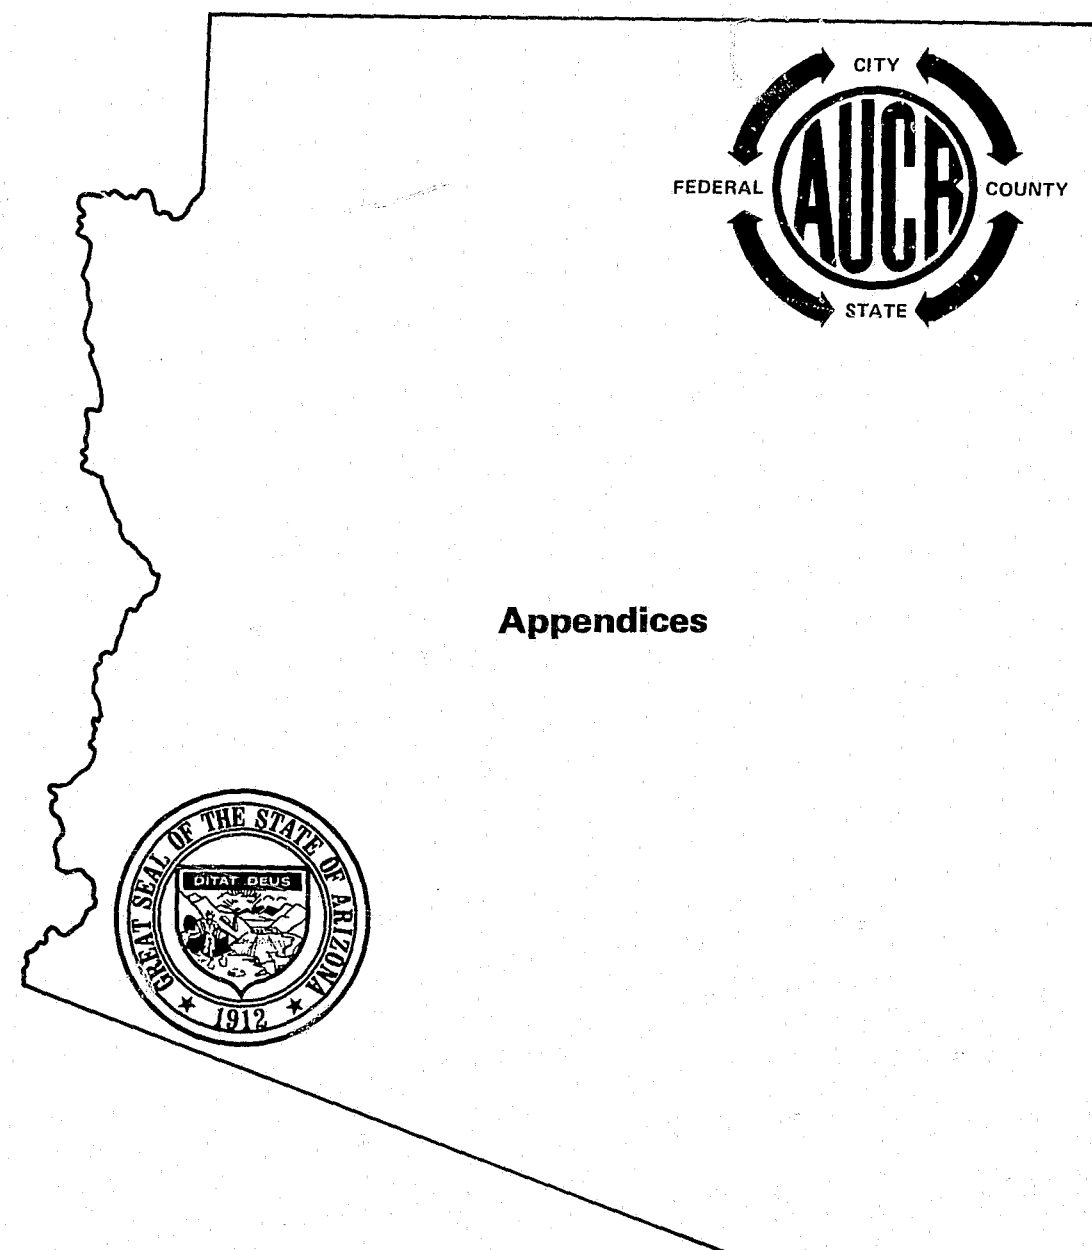 CITY
FEDERAL
AUCR
COUNTY
STATE
Appendices
GREAT SEAL OF THE STATE OF ARIZONA
DITAT DEUS
1912